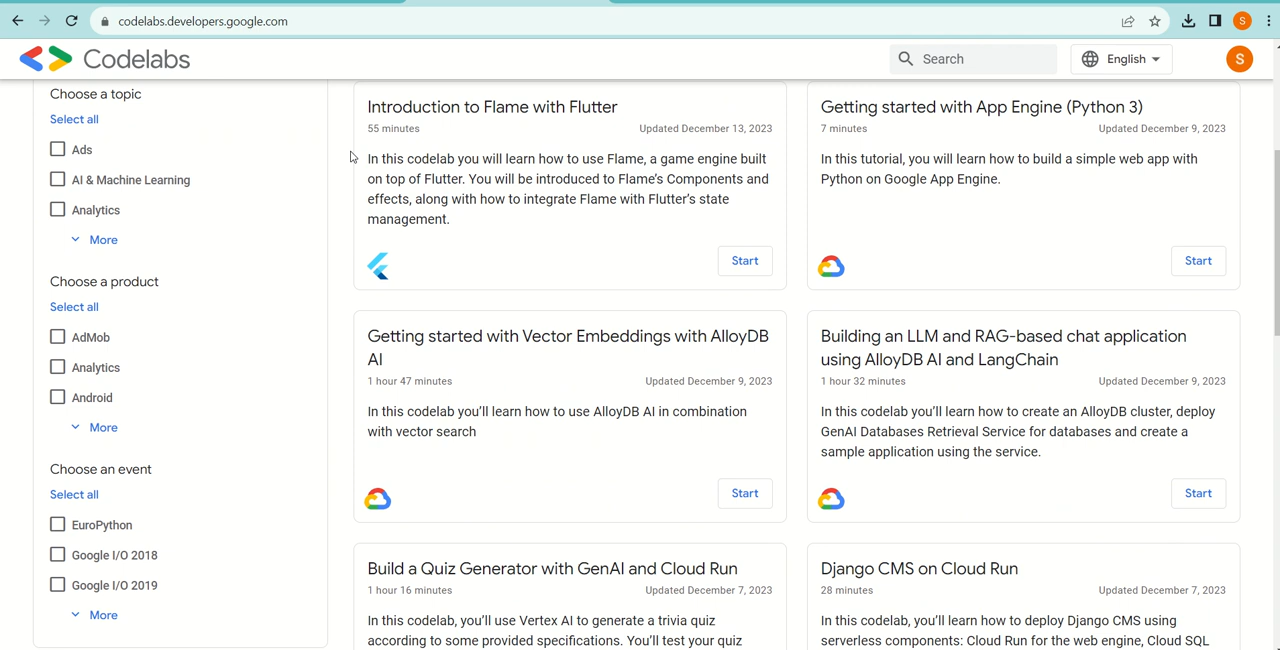 codelabs.developers.google.com
S
Codelabs
Search
English
S
Choose a topic
Select all
Ads
AI & Machine Learning
Analytics
More
Choose a product
Select all
AdMob
Analytics
Android
More
Choose an event
Select all
EuroPython
Google I/O 2018
Google I/O 2019
More
Introduction to Flame with Flutter
55 minutes
Updated December 13, 2023
In this codelab you will learn how to use Flame, a game engine built
on top of Flutter. You will be introduced to Flame's Components and
effects, along with how to integrate Flame with Flutter's state
management.
Start
Getting started with App Engine (Python 3)
7 minutes
Updated December 9, 2023
In this tutorial, you will learn how to build a simple web app with
Python on Google App Engine.
Start
Getting started with Vector Embeddings with AlloyDB
AI
1 hour 47 minutes
Updated December 9, 2023
In this codelab you'll learn how to use AlloyDB AI in combination
with vector search
Start
Building an LLM and RAG-based chat application
using AlloyDB AI and LangChain
1 hour 32 minutes
Updated December 9, 2023
In this codelab you'll learn how to create an AlloyDB cluster, deploy
GenAI Databases Retrieval Service for databases and create a
sample application using the service.
Start
Build a Quiz Generator with GenAI and Cloud Run
1 hour 16 minutes
Updated December 7, 2023
In this codelab, you'll use Vertex AI to generate a trivia quiz
according to some provided specifications. You'll test your quiz
Django CMS on Cloud Run
28 minutes
Updated December 7, 2023
In this codelab, you'll learn how to deploy Django CMS using
serverless components: Cloud Run for the web engine, Cloud SQL